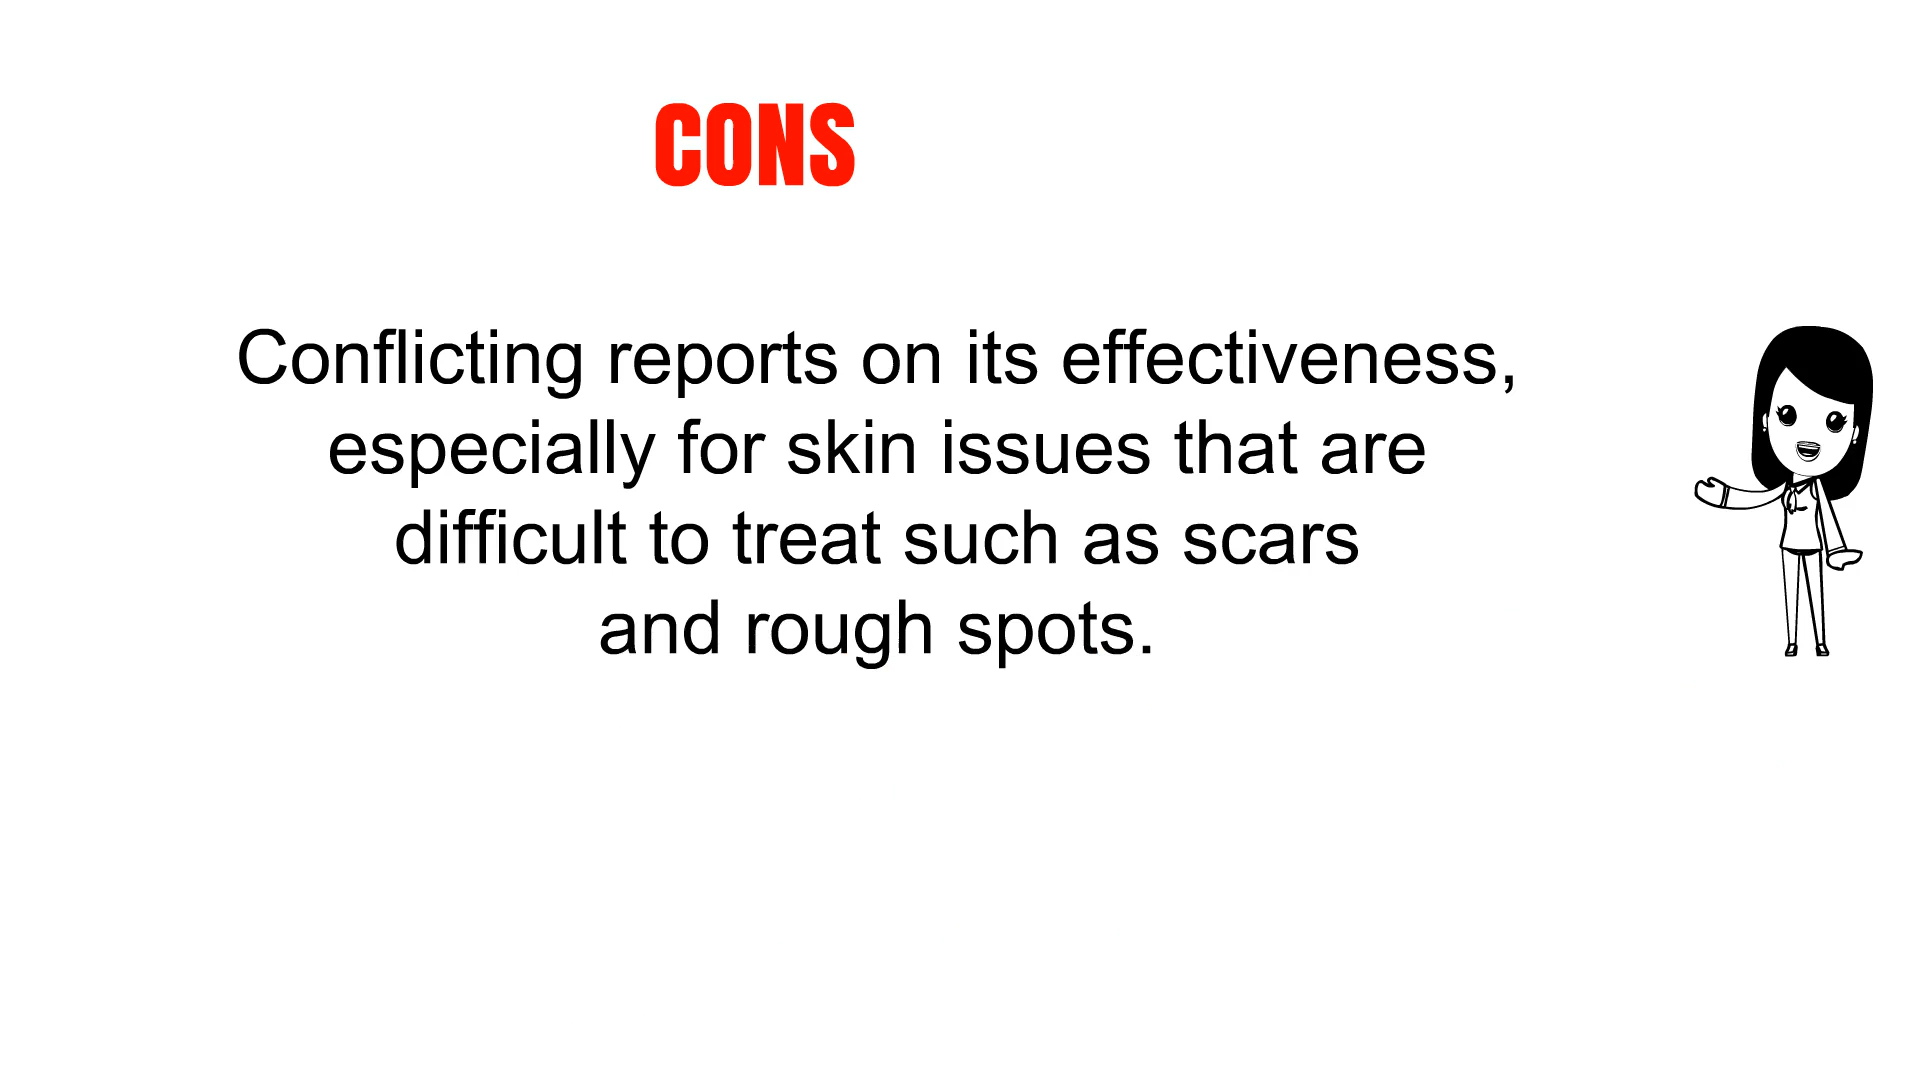 CONS
Conflicting reports on its effectiveness,
especially for skin issues that are
difficult to treat such as scars
and rough spots.